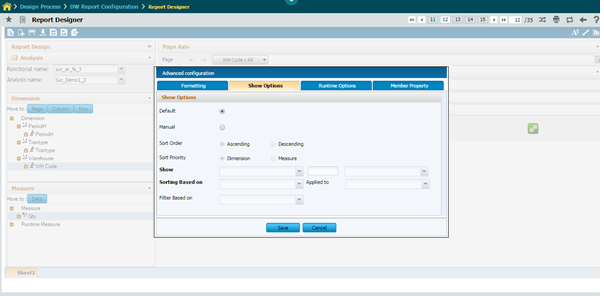 Design Process > DW Report Configuration > Report Designer
Report Designer
11 12 13 14 15
12 /35
Report Design
Page Axis
Analysis
Page
WH Code ( All
Functional name:
Analysis name:
Sur_Demo1_2
Dimension
Move to : Page Column Row
Dimension
PeriodH
PeriodH
Trantype
Trantype
Warehouse
WH Code
Measure
Move to : Data
Measure
Qty
Runtime Measure
Sheet1
Advanced configuration
Formatting Show Options Runtime Options Member Property
Show Options
Default
Manual
Sort Order Ascending Descending
Sort Priority Dimension Measure
Show
Sorting Based on Applied to
Filter Based on
Save Cancel